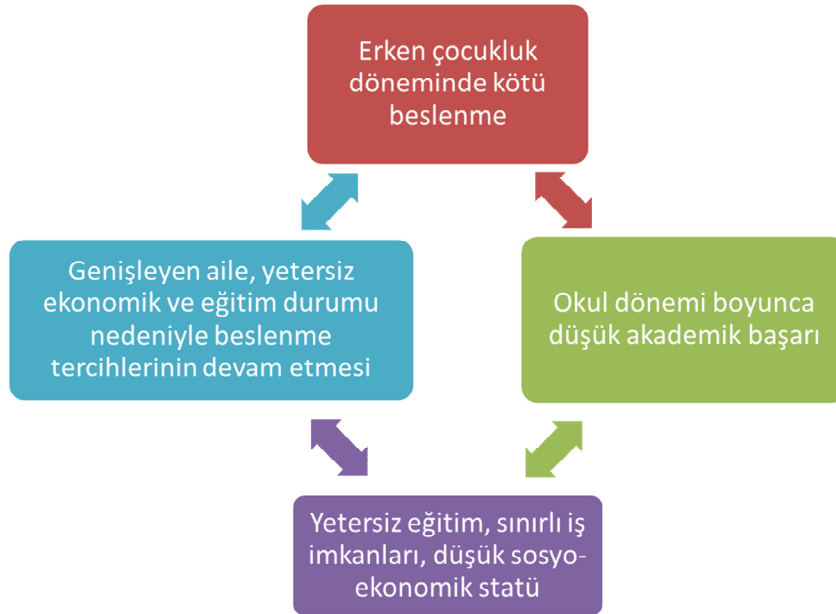 Erken çocukluk
döneminde kötü
beslenme
Genişleyen aile, yetersiz
ekonomik ve eğitim durumu
nedeniyle beslenme
tercihlerinin devam etmesi
Okul dönemi boyunca
düşük akademik başarı
Yetersiz eğitim, sınırlı iş
imkanları, düşük sosyo-
ekonomik statü